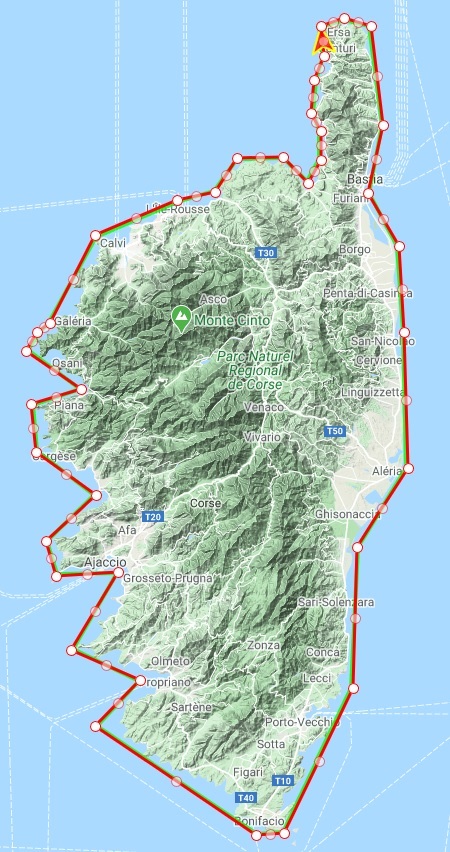 Ersa
Bastia
Furiani
L'Île-Rousse
Calvi
Borgo
T30
Asco
Penta-di-Casinca
Galéria
Monte Cinto
San-Nicolao
Cervione
Osani
Parc Naturel
Régional
de Corse
Linguizzetta
Piana
Venaco
T50
Vivario
Cargèse
Aléria
Corse
Ghisonaccia
T20
Afa
Ajaccio
Grosseto-Prugna
Sari-Solenzara
Zonza
Conca
Olmeto
Lecci
Propriano
Sartène
Porto-Vecchio
Sotta
Figari
T10
T40
Bonifacio